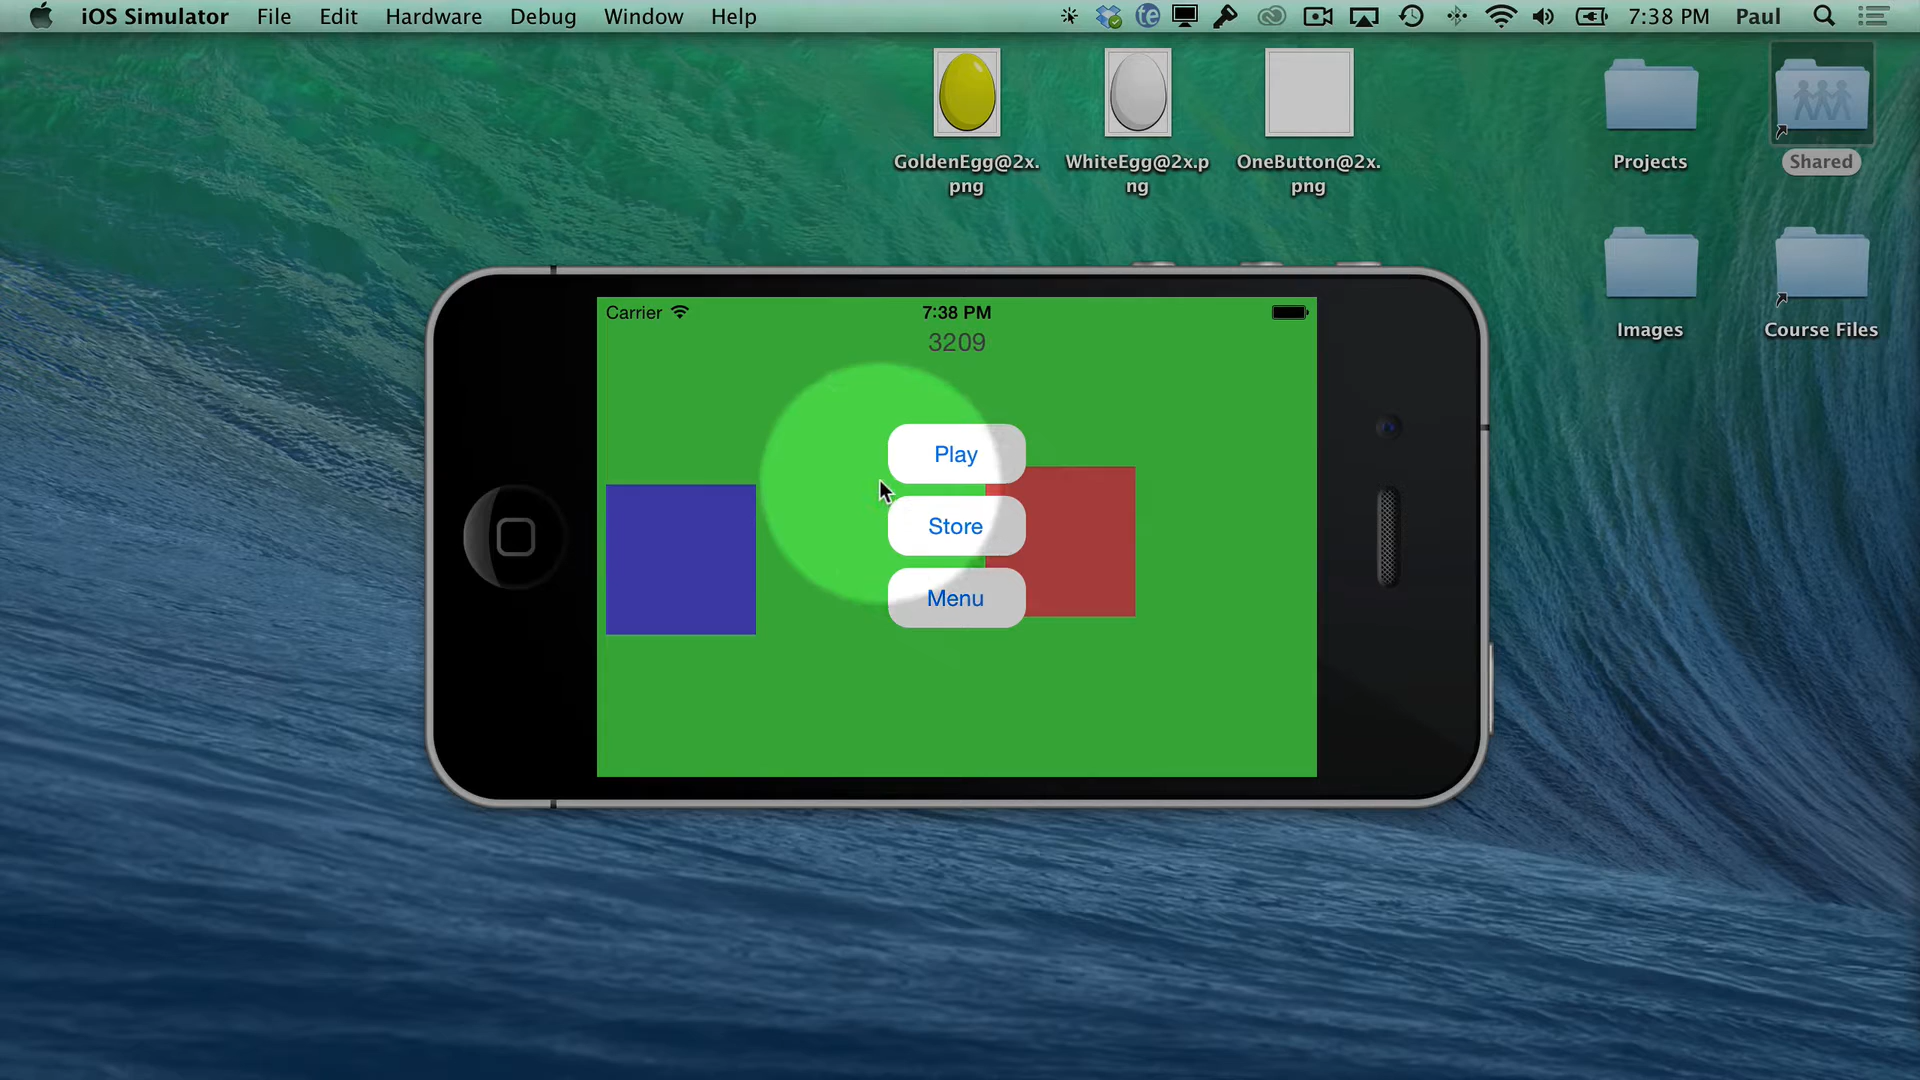 iOS Simulator File Edit Hardware Debug Window Help te 7:38 PM Paul
GoldenEgg@2x.
png
WhiteEgg@2x.p
ng
OneButton@2x.
png
Projects
Shared
Images
Course Files
Carrier 7:38 PM
3209
Play
Store
Menu